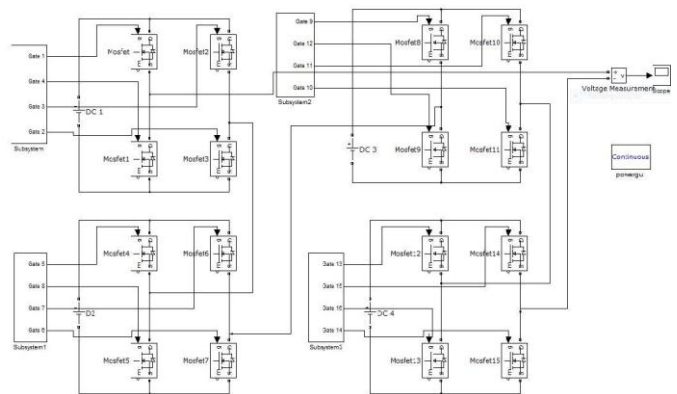 Gate 1
Gate 4
Gate 3
Gate 2
Subsystem
DC 1
Mosfet
Mosfet2
Mosfet1
Mosfet3
Gate 9
Gate 12
Gate 11
Gate 10
Subsystem2
DC 3
Mosfet8
Mosfet10
Mosfet9
Mosfet11
Voltage Measurement
v
Scope
Continuous
powergui
Gate 5
Gate 8
Gate 7
Gate 6
Subsystem1
D2
Mosfet4
Mosfet6
Mosfet5
Mosfet7
Gate 13
Gate 15
Gate 16
Gate 14
Subsystem3
DC 4
Mosfet12
Mosfet14
Mosfet13
Mosfet15